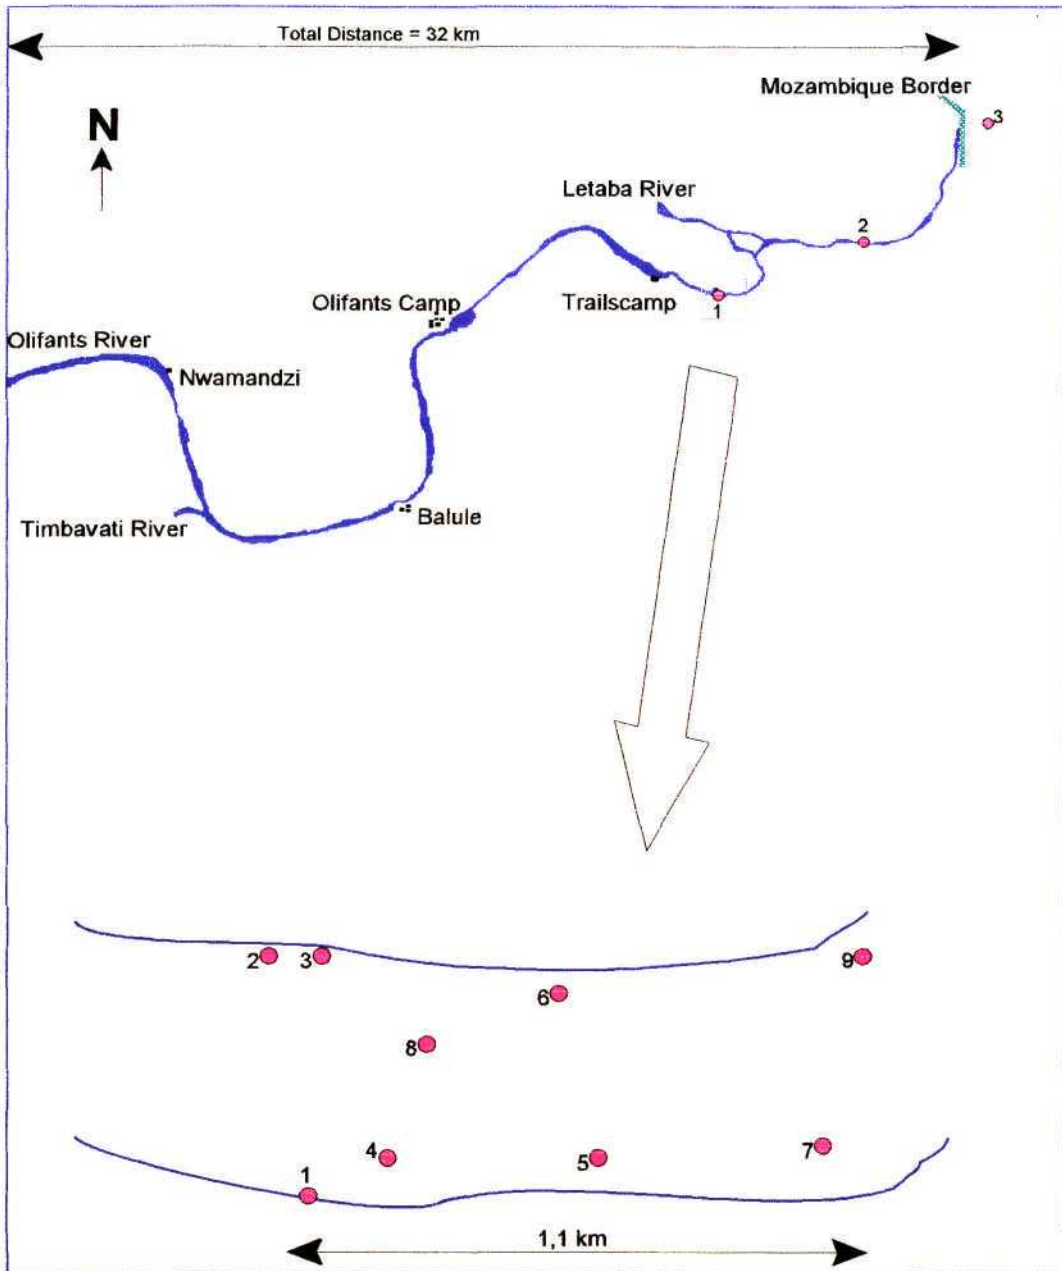 Total Distance = 32 km
Mozambique Border
3
N
Letaba River
2
Olifants Camp
Trailscamp
1
Olifants River
Nwamandzi
Balule
Timbavati River
2
3
9
6
8
4
5
7
1
1,1 km